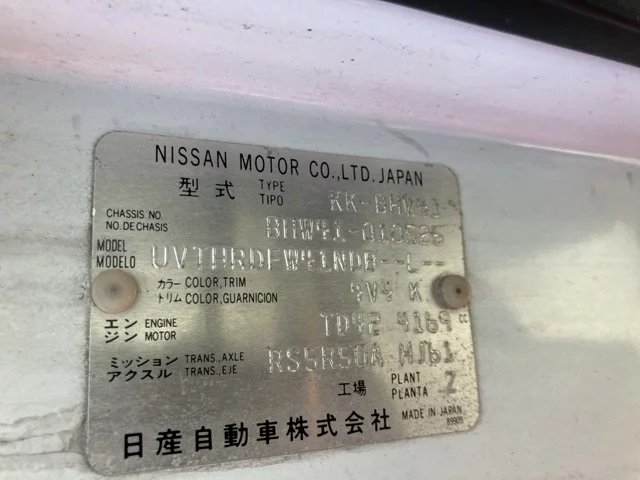 NISSAN MOTOR CO.,LTD. JAPAN
型式 TYPE TIPO KK-BHW41
CHASSIS NO. NO.DECHASIS BHW41-010525
MODEL MODELO
カラー COLOR,TRIM
トリム COLOR,GUARNICION 4V4 K
エンジン ENGINE MOTOR TD42 4169 cc
ミッション TRANS.,AXLE
アクスル TRANS.,EJE RS5R50A HJ61
工場 PLANT PLANTA Z
MADE IN JAPAN
日産自動車株式会社
89909